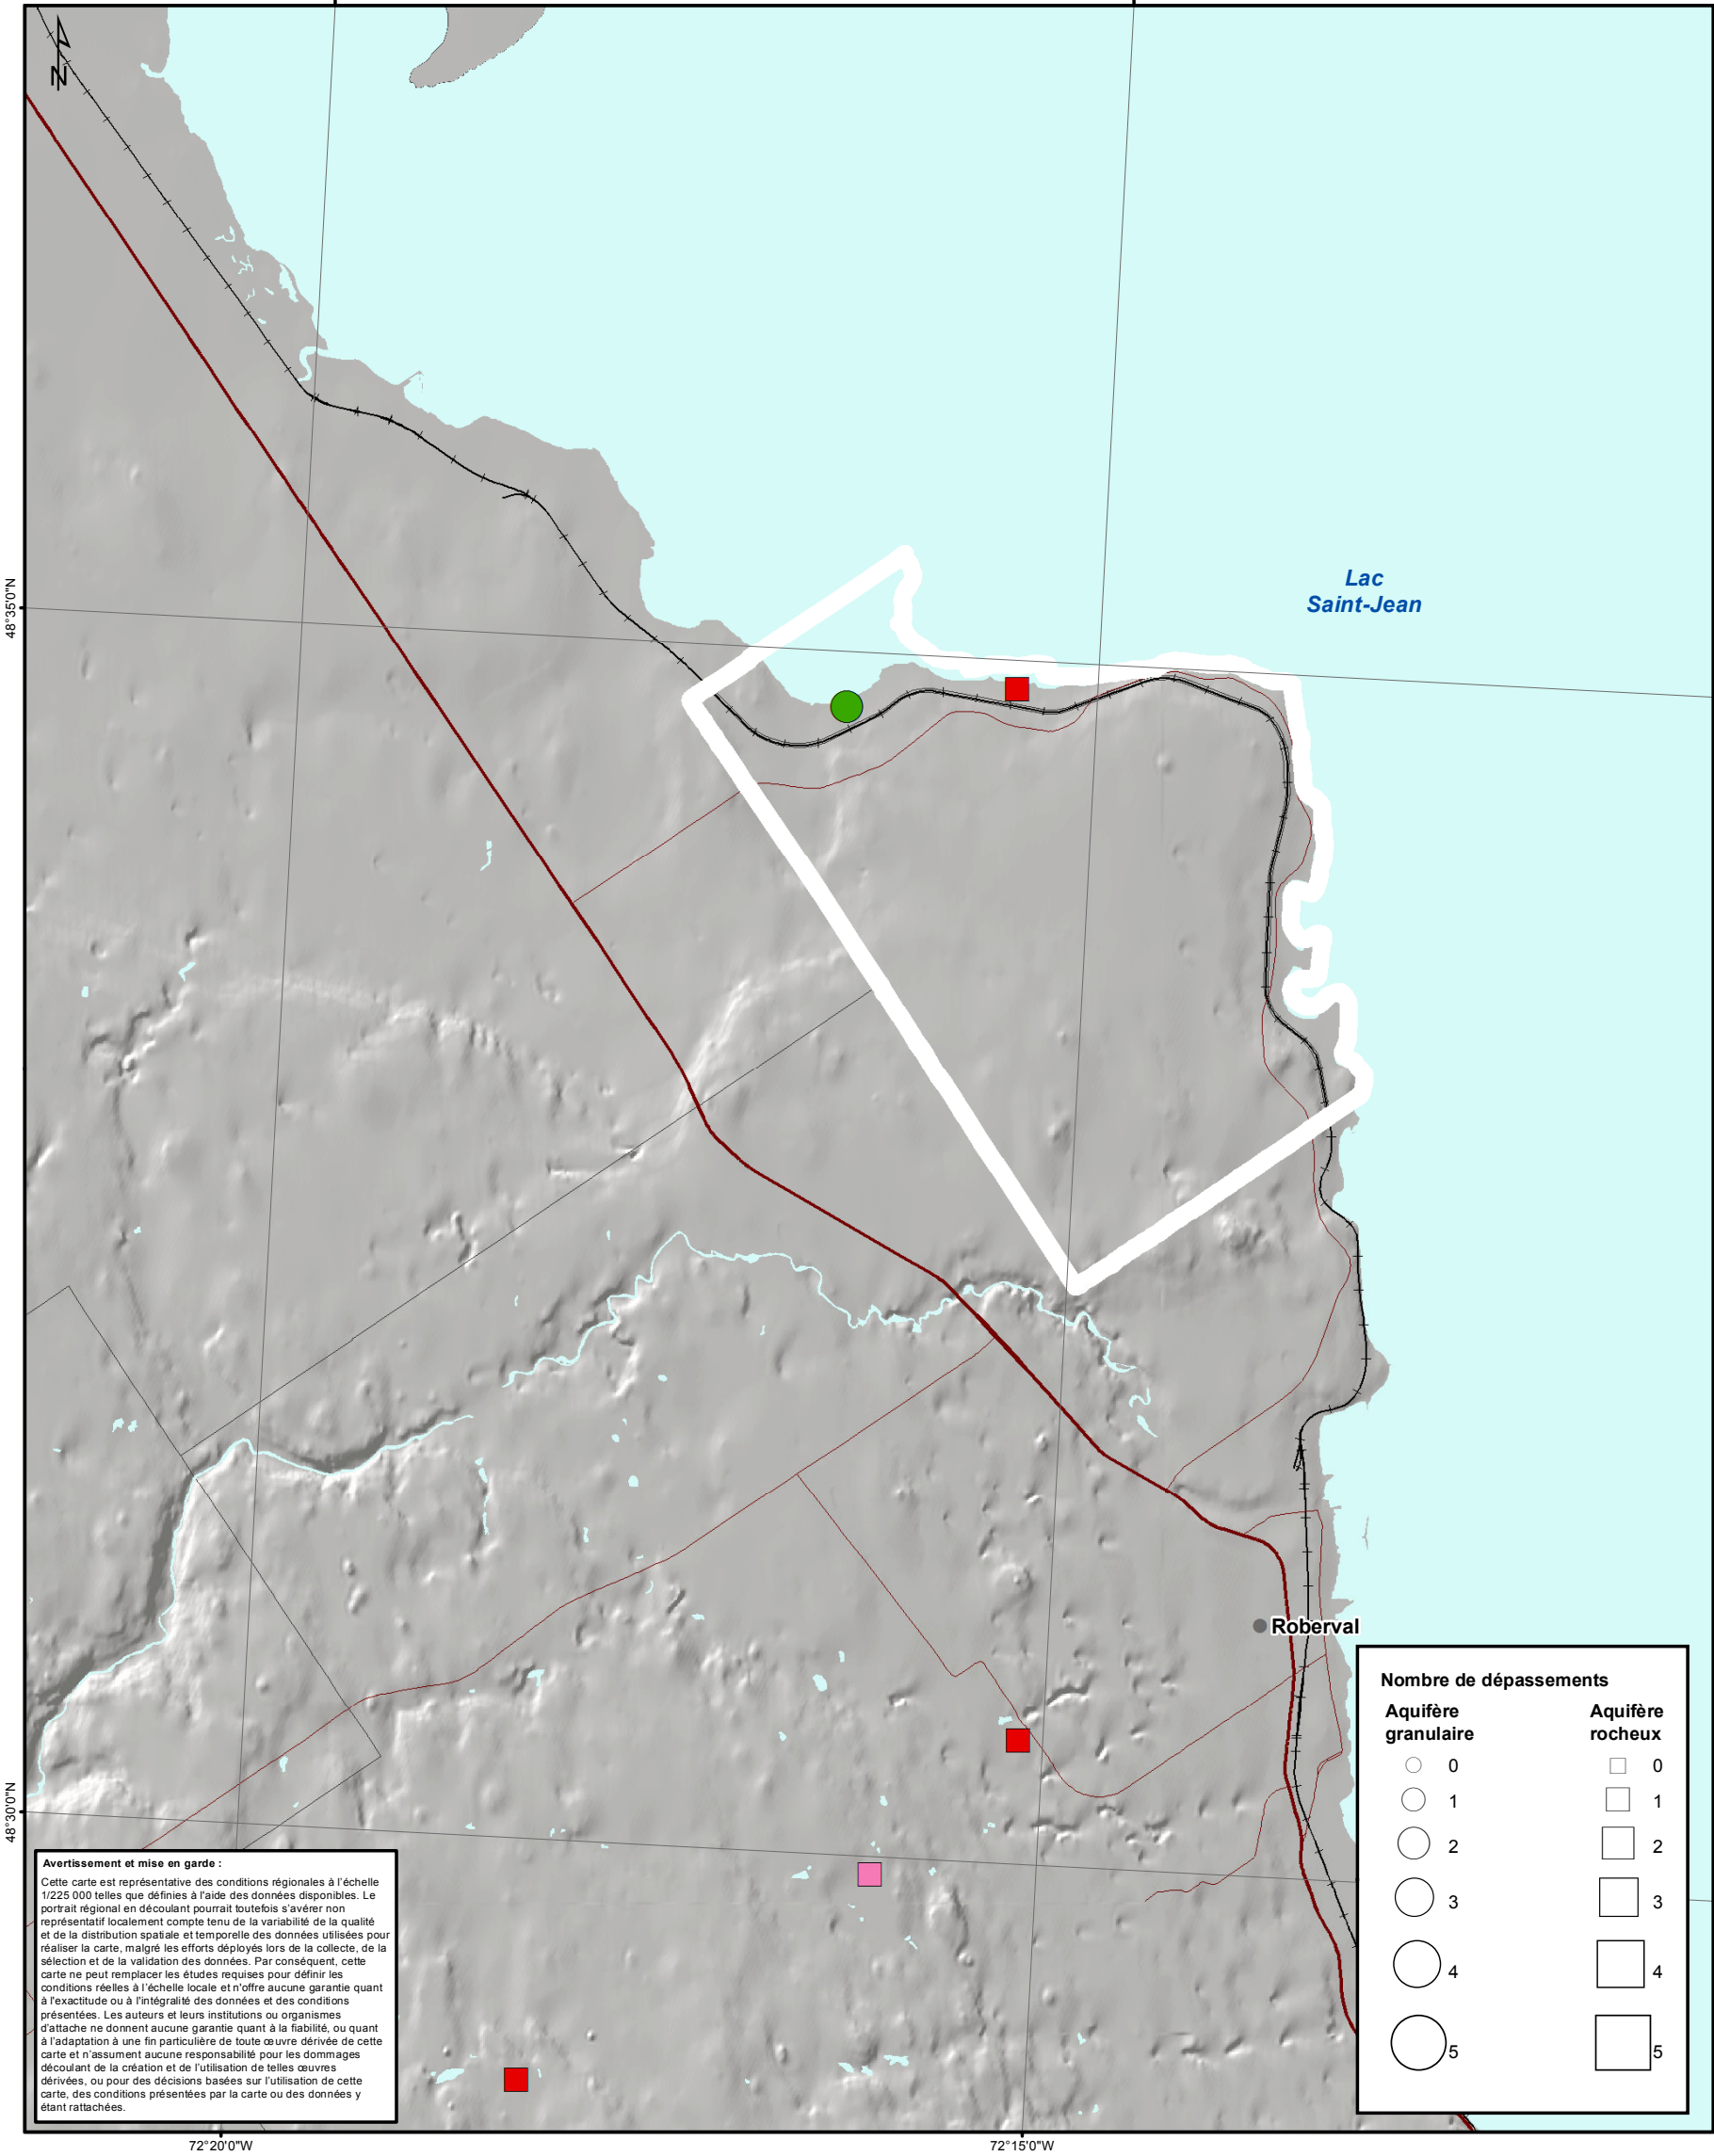 N
48°35'0"N
Lac
Saint-Jean
Roberval
48°30'0"N
Avertissement et mise en garde :
Cette carte est représentative des conditions régionales à l'échelle
1/225 000 telles que définies à l'aide des données disponibles. Le
portrait régional en découlant pourrait toutefois s'avérer non
représentatif localement compte tenu de la variabilité de la qualité
et de la distribution spatiale et temporelle des données utilisées pour
réaliser la carte, malgré les efforts déployés lors de la collecte, de la
sélection et de la validation des données. Par conséquent, cette
carte ne peut remplacer les études requises pour définir les
conditions réelles à l'échelle locale et n'offre aucune garantie quant
à l'exactitude ou à l'intégralité des données et des conditions
présentées. Les auteurs et leurs institutions ou organismes
d'attache ne donnent aucune garantie quant à la fiabilité, ou quant
à l'adaptation à une fin particulière de toute œuvre dérivée de cette
carte et n'assument aucune responsabilité pour les dommages
découlant de la création et de l'utilisation de telles œuvres
dérivées, ou pour des décisions basées sur l'utilisation de cette
carte, des conditions présentées par la carte ou des données y
étant rattachées.
Nombre de dépassements
Aquifère
granulaire
0
1
2
3
4
5
Aquifère
rocheux
0
1
2
3
4
5
72°20'0"W
72°15'0"W